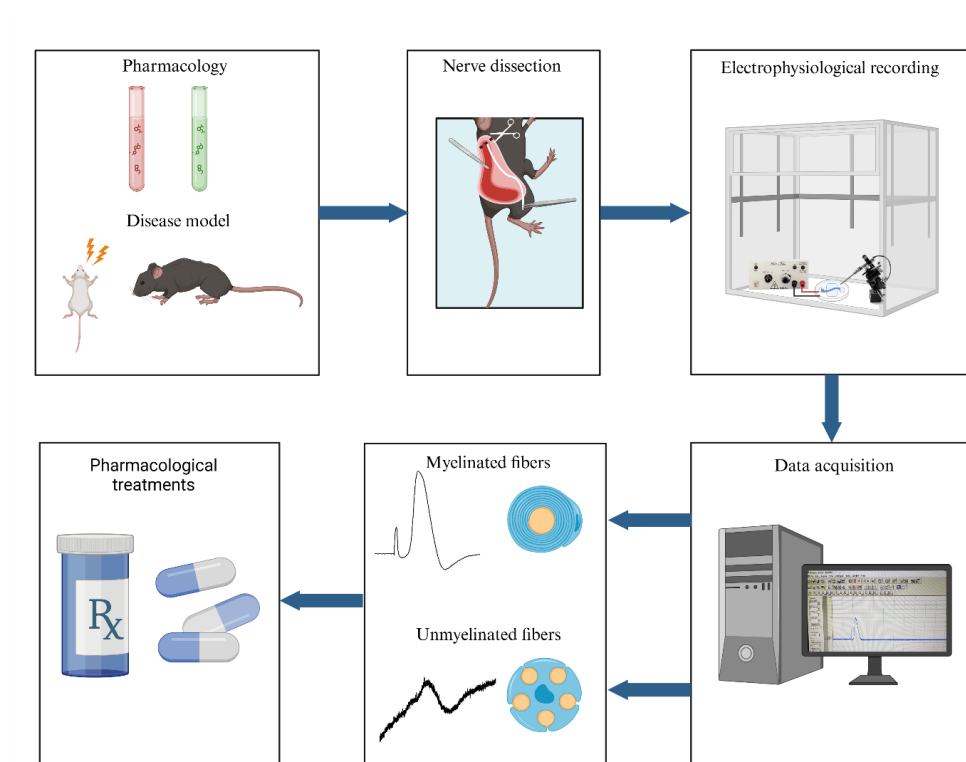 Pharmacology
Disease model
Nerve dissection
Electrophysiological recording
Data acquisition
Myelinated fibers
Unmyelinated fibers
Pharmacological
treatments
Rx